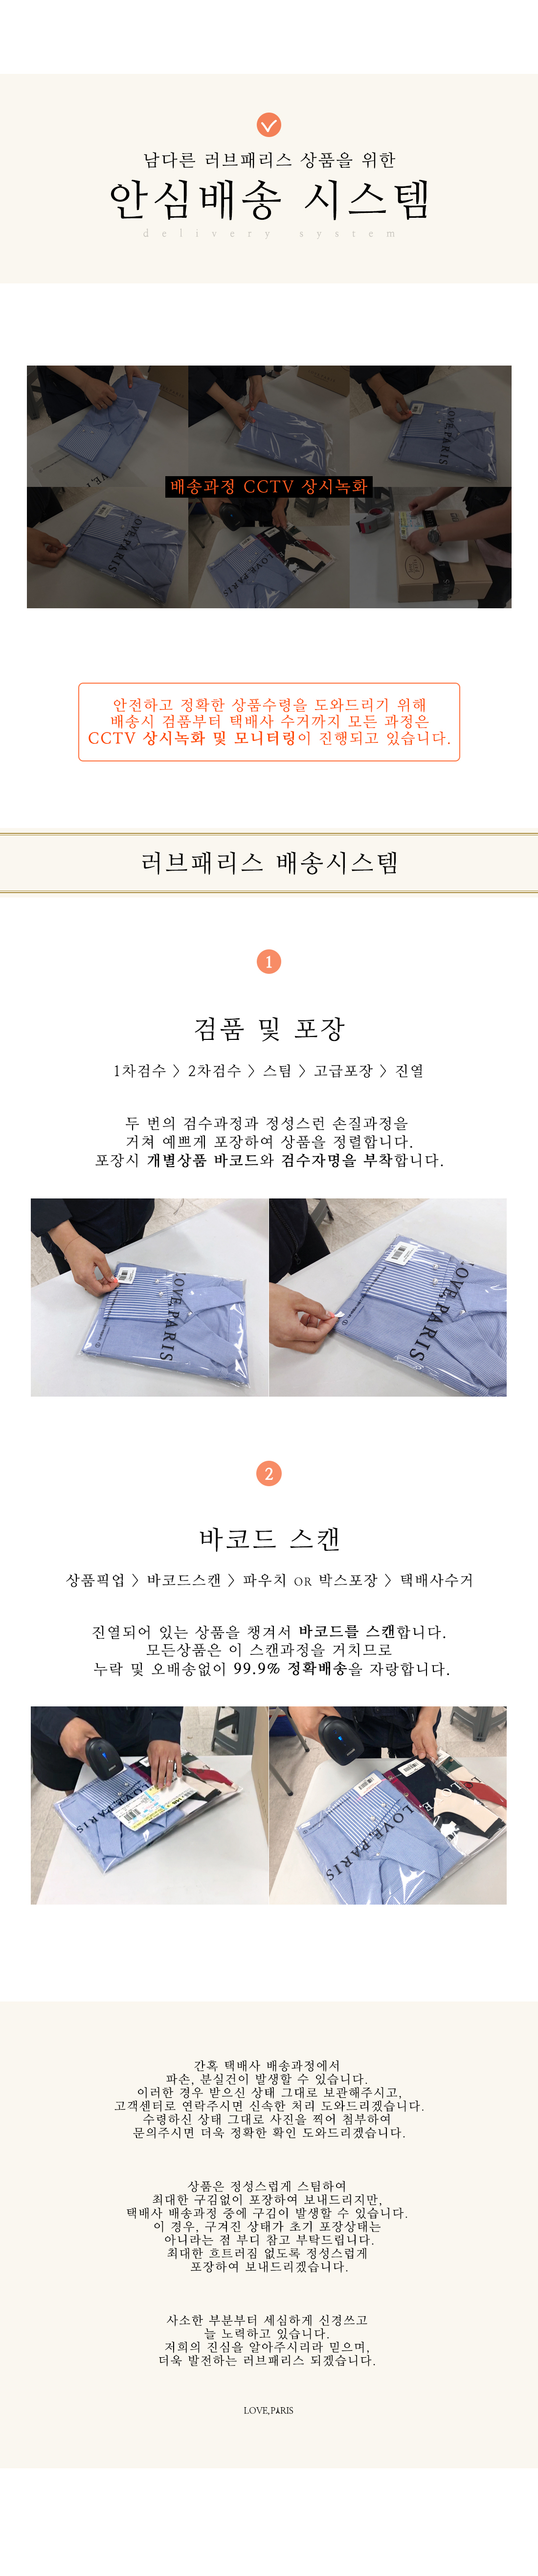 남다른 러브패리스 상품을 위한
안심배송 시스템
delivery system
배송과정 CCTV 상시녹화
안전하고 정확한 상품수령을 도와드리기 위해
배송시 검품부터 택배사 수거까지 모든 과정은
CCTV 상시녹화 및 모니터링이 진행되고 있습니다.
러브패리스 배송시스템
1
검품 및 포장
1차검수 > 2차검수 > 스팀 > 고급포장 > 진열
두 번의 검수과정과 정성스런 손질과정을
거쳐 예쁘게 포장하여 상품을 정렬합니다.
포장시 개별상품 바코드와 검수자명을 부착합니다.
LOVE,PARIS
LOVE,PARIS
2
바코드 스캔
상품픽업 > 바코드스캔 > 파우치 OR 박스포장 > 택배사수거
진열되어 있는 상품을 챙겨서 바코드를 스캔합니다.
모든상품은 이 스캔과정을 거치므로
누락 및 오배송없이 99.9% 정확배송을 자랑합니다.
LOVE,PARIS
LOVE,PARIS
간혹 택배사 배송과정에서
파손, 분실건이 발생할 수 있습니다.
이러한 경우 받으신 상태 그대로 보관해주시고,
고객센터로 연락주시면 신속한 처리 도와드리겠습니다.
수령하신 상태 그대로 사진을 찍어 첨부하여
문의주시면 더욱 정확한 확인 도와드리겠습니다.
상품은 정성스럽게 스팀하여
최대한 구김없이 포장하여 보내드리지만,
택배사 배송과정 중에 구김이 발생할 수 있습니다.
이 경우, 구겨진 상태가 초기 포장상태는
아니라는 점 부디 참고 부탁드립니다.
최대한 흐트러짐 없도록 정성스럽게
포장하여 보내드리겠습니다.
사소한 부분부터 세심하게 신경쓰고
늘 노력하고 있습니다.
저희의 진심을 알아주시리라 믿으며,
더욱 발전하는 러브패리스 되겠습니다.
LOVE,PARIS